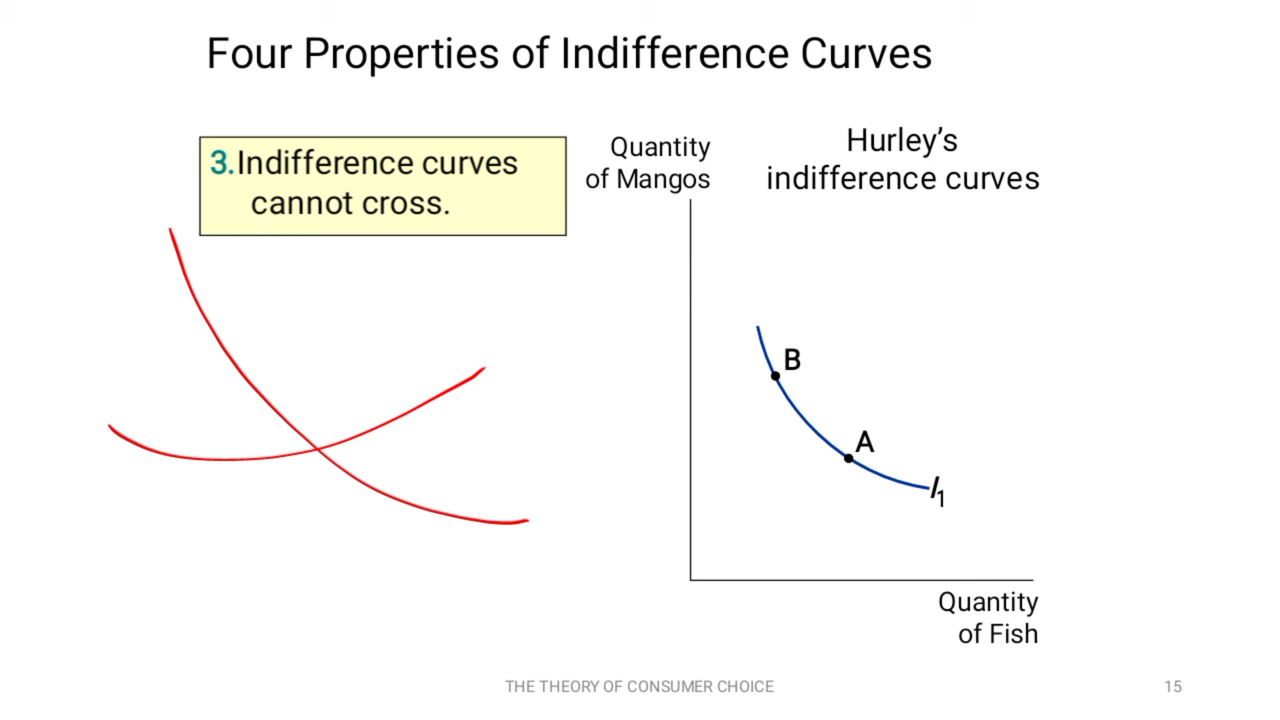 Four Properties of Indifference Curves
3. Indifference curves
cannot cross.
Quantity
of Mangos
Hurley’s
indifference curves
B
A
I1
Quantity
of Fish
THE THEORY OF CONSUMER CHOICE
15